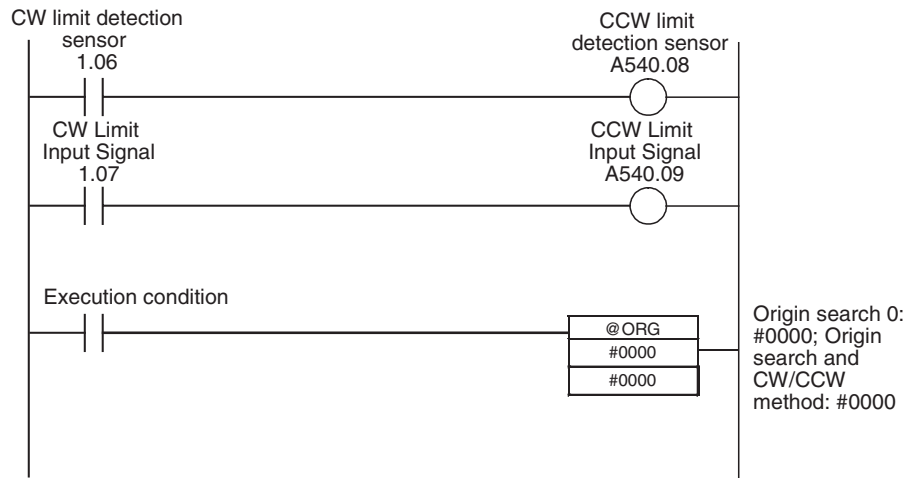 CW limit detection
sensor
1.06
CCW limit
detection sensor
A540.08
CW Limit
Input Signal
1.07
CCW Limit
Input Signal
A540.09
Execution condition
@ORG
#0000
#0000
Origin search 0:
#0000; Origin
search and
CW/CCW
method: #0000